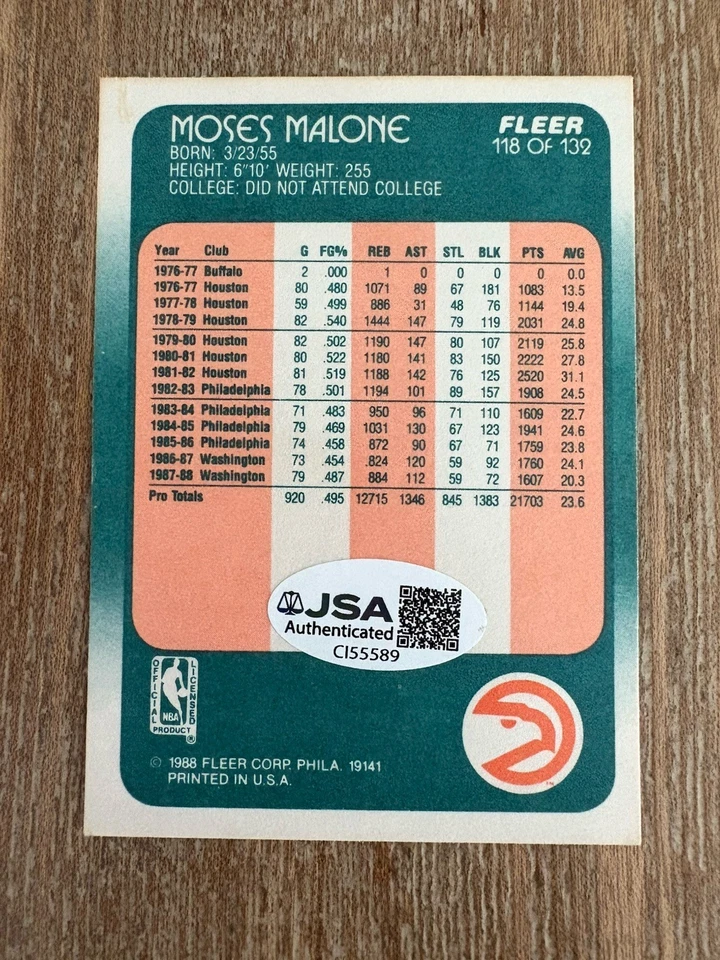 MOSES MALONE
BORN: 3/23/55
HEIGHT: 6"10' WEIGHT: 255
COLLEGE: DID NOT ATTEND COLLEGE
FLEER
118 OF 132
Year Club G FG% REB AST STL BLK PTS AVG
1976-77 Buffalo 2 .000 1 0 0 0 0 0.0
1976-77 Houston 80 .480 1071 89 67 181 1083 13.5
1977-78 Houston 59 .499 886 31 48 76 1144 19.4
1978-79 Houston 82 .540 1444 147 79 119 2031 24.8
1979-80 Houston 82 .502 1190 147 80 107 2119 25.8
1980-81 Houston 80 .522 1180 141 83 150 2222 27.8
1981-82 Houston 81 .519 1188 142 76 125 2520 31.1
1982-83 Philadelphia 78 .501 1194 101 89 157 1908 24.5
1983-84 Philadelphia 71 .483 950 96 71 110 1609 22.7
1984-85 Philadelphia 79 .469 1031 130 67 123 1941 24.6
1985-86 Philadelphia 74 .458 872 90 67 71 1759 23.8
1986-87 Washington 73 .454 .824 120 59 92 1760 24.1
1987-88 Washington 79 .487 884 112 59 72 1607 20.3
Pro Totals 920 .495 12715 1346 845 1383 21703 23.6
JSA
Authenticated
CI55589
OFFICIAL
LICENSED
NBA
PRODUCT
®
© 1988 FLEER CORP. PHILA. 19141
PRINTED IN U.S.A.
TM